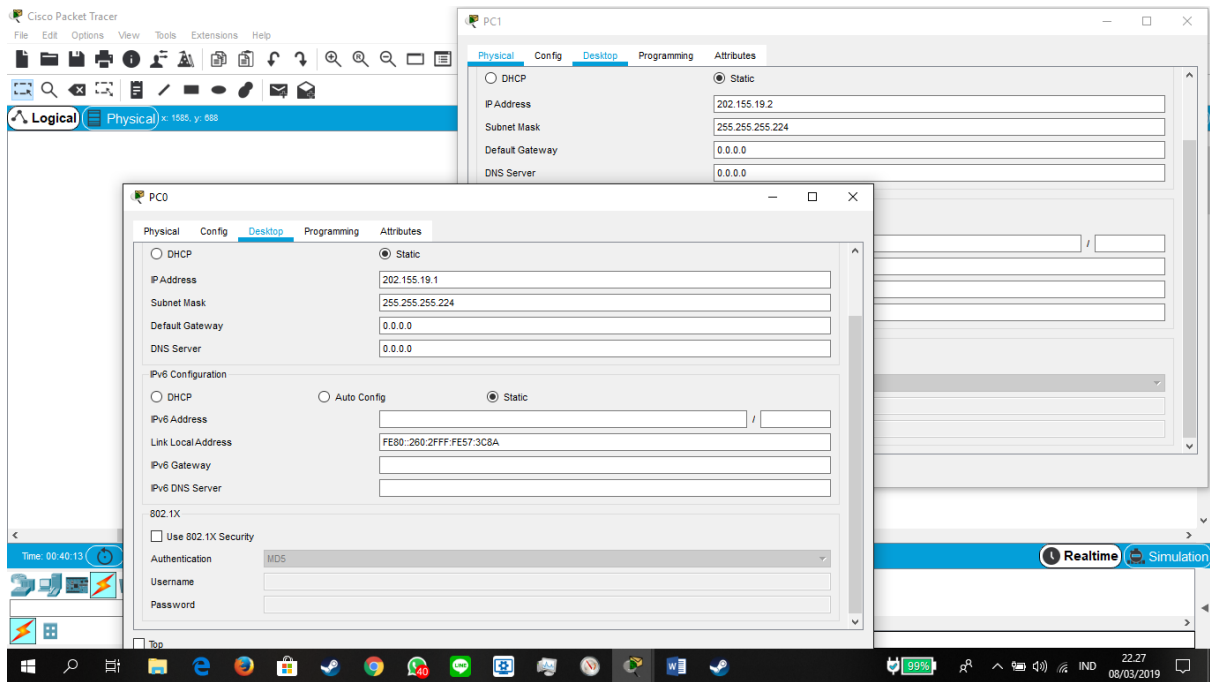 Cisco Packet Tracer
File Edit Options View Tools Extensions Help
Logical Physical x: 1585, y: 688
PC1
Physical Config Desktop Programming Attributes
DHCP Static
IP Address 202.155.19.2
Subnet Mask 255.255.255.224
Default Gateway 0.0.0.0
DNS Server 0.0.0.0
/
PC0
Physical Config Desktop Programming Attributes
DHCP Static
IP Address 202.155.19.1
Subnet Mask 255.255.255.224
Default Gateway 0.0.0.0
DNS Server 0.0.0.0
IPv6 Configuration
DHCP Auto Config Static
IPv6 Address /
Link Local Address FE80::260:2FFF:FE57:3C8A
IPv6 Gateway
IPv6 DNS Server
802.1X
Use 802.1X Security
Authentication MD5
Username
Password
Top
Time: 00:40:13
Realtime Simulation
40
LINE
99%
IND
22.27
08/03/2019